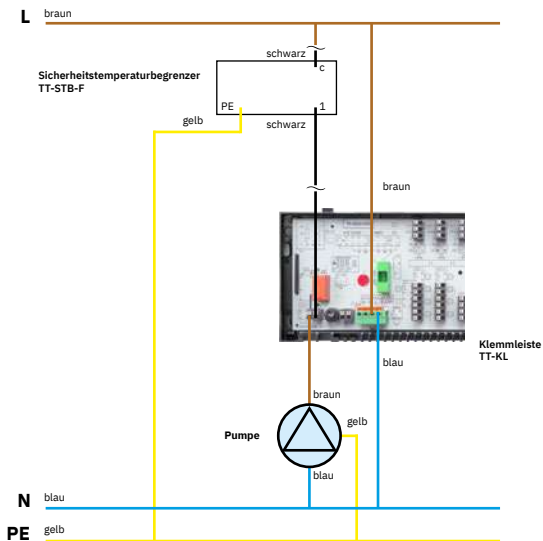 L
braun
schwarz
c
Sicherheitstemperaturbegrenzer
TT-STB-F
PE
1
gelb
schwarz
braun
Klemmleiste
TT-KL
blau
braun
gelb
Pumpe
blau
N
blau
PE
gelb